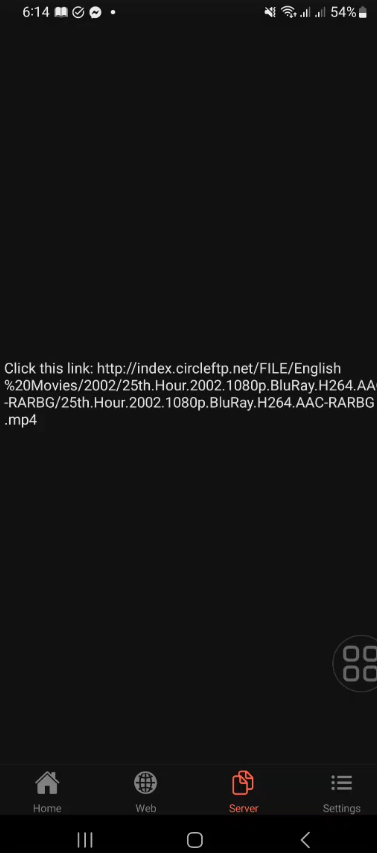 6:14
54%
Click this link: http://index.circleftp.net/FILE/English
%20Movies/2002/25th.Hour.2002.1080p.BluRay.H264.AA
-RARBG/25th.Hour.2002.1080p.BluRay.H264.AAC-RARBG
.mp4
Home Web Server Settings